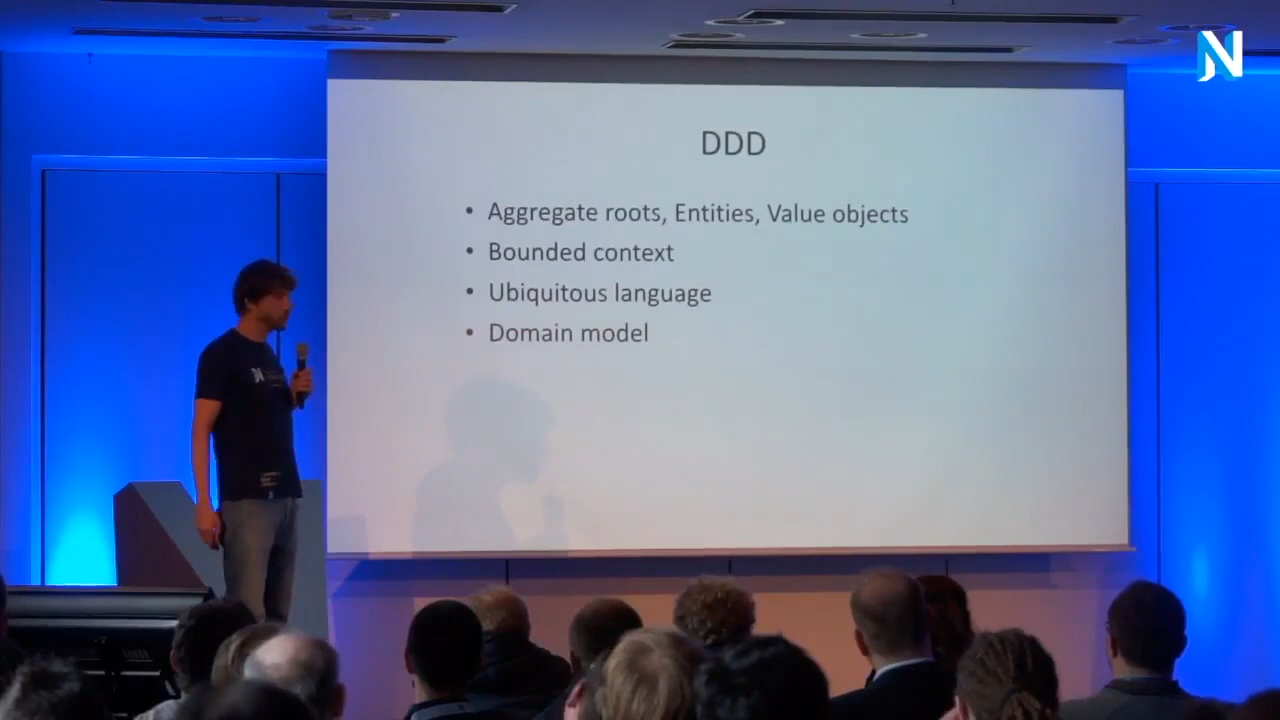 N
DDD
• Aggregate roots, Entities, Value objects
• Bounded context
• Ubiquitous language
• Domain model